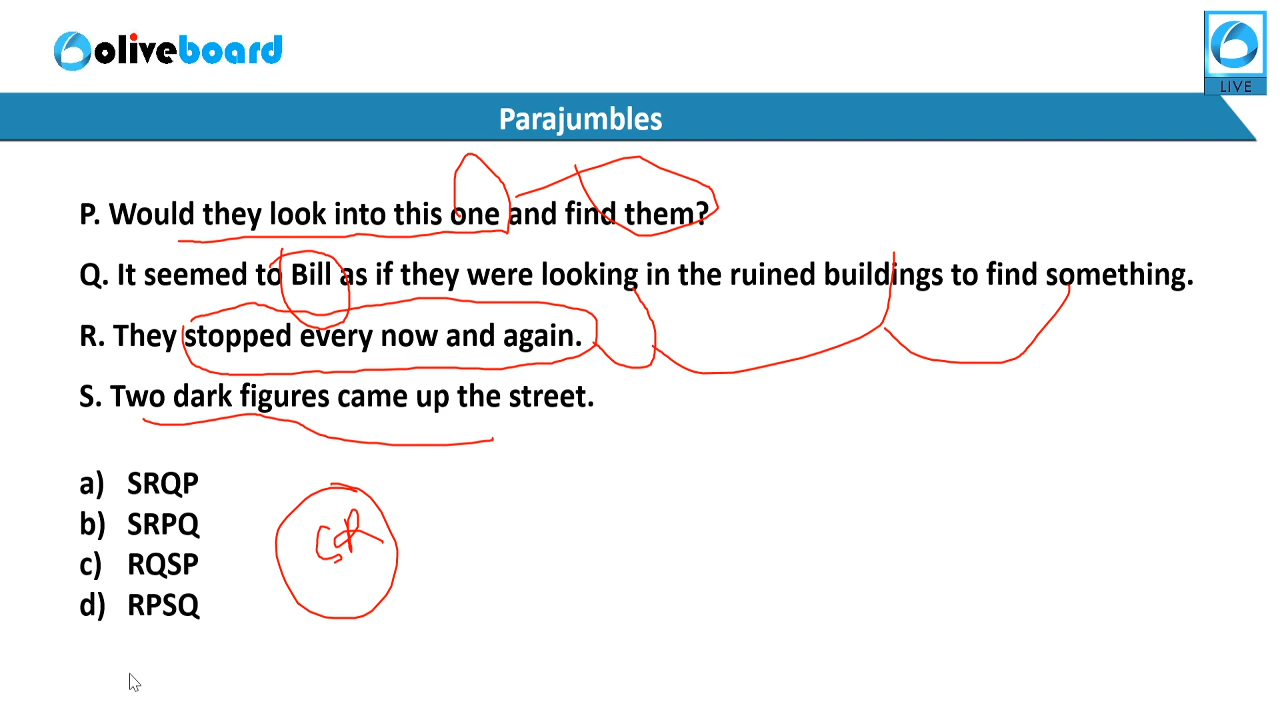 oliveboard
LIVE
Parajumbles
P. Would they look into this one and find them?
Q. It seemed to Bill as if they were looking in the ruined buildings to find something.
R. They stopped every now and again.
S. Two dark figures came up the street.
a) SRQP
b) SRPQ
c) RQSP
d) RPSQ
SR